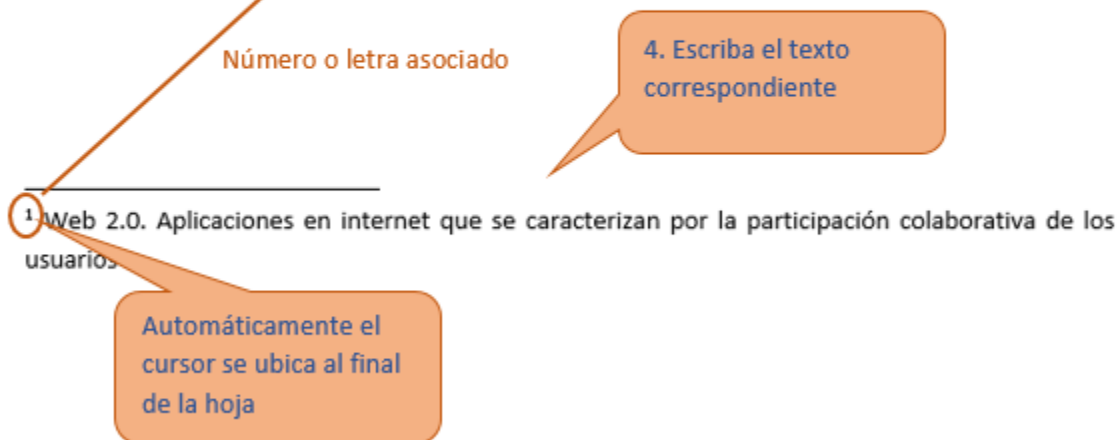 Número o letra asociado
4. Escriba el texto
correspondiente
1 Web 2.0. Aplicaciones en internet que se caracterizan por la participación colaborativa de los
usuarios
Automáticamente el
cursor se ubica al final
de la hoja